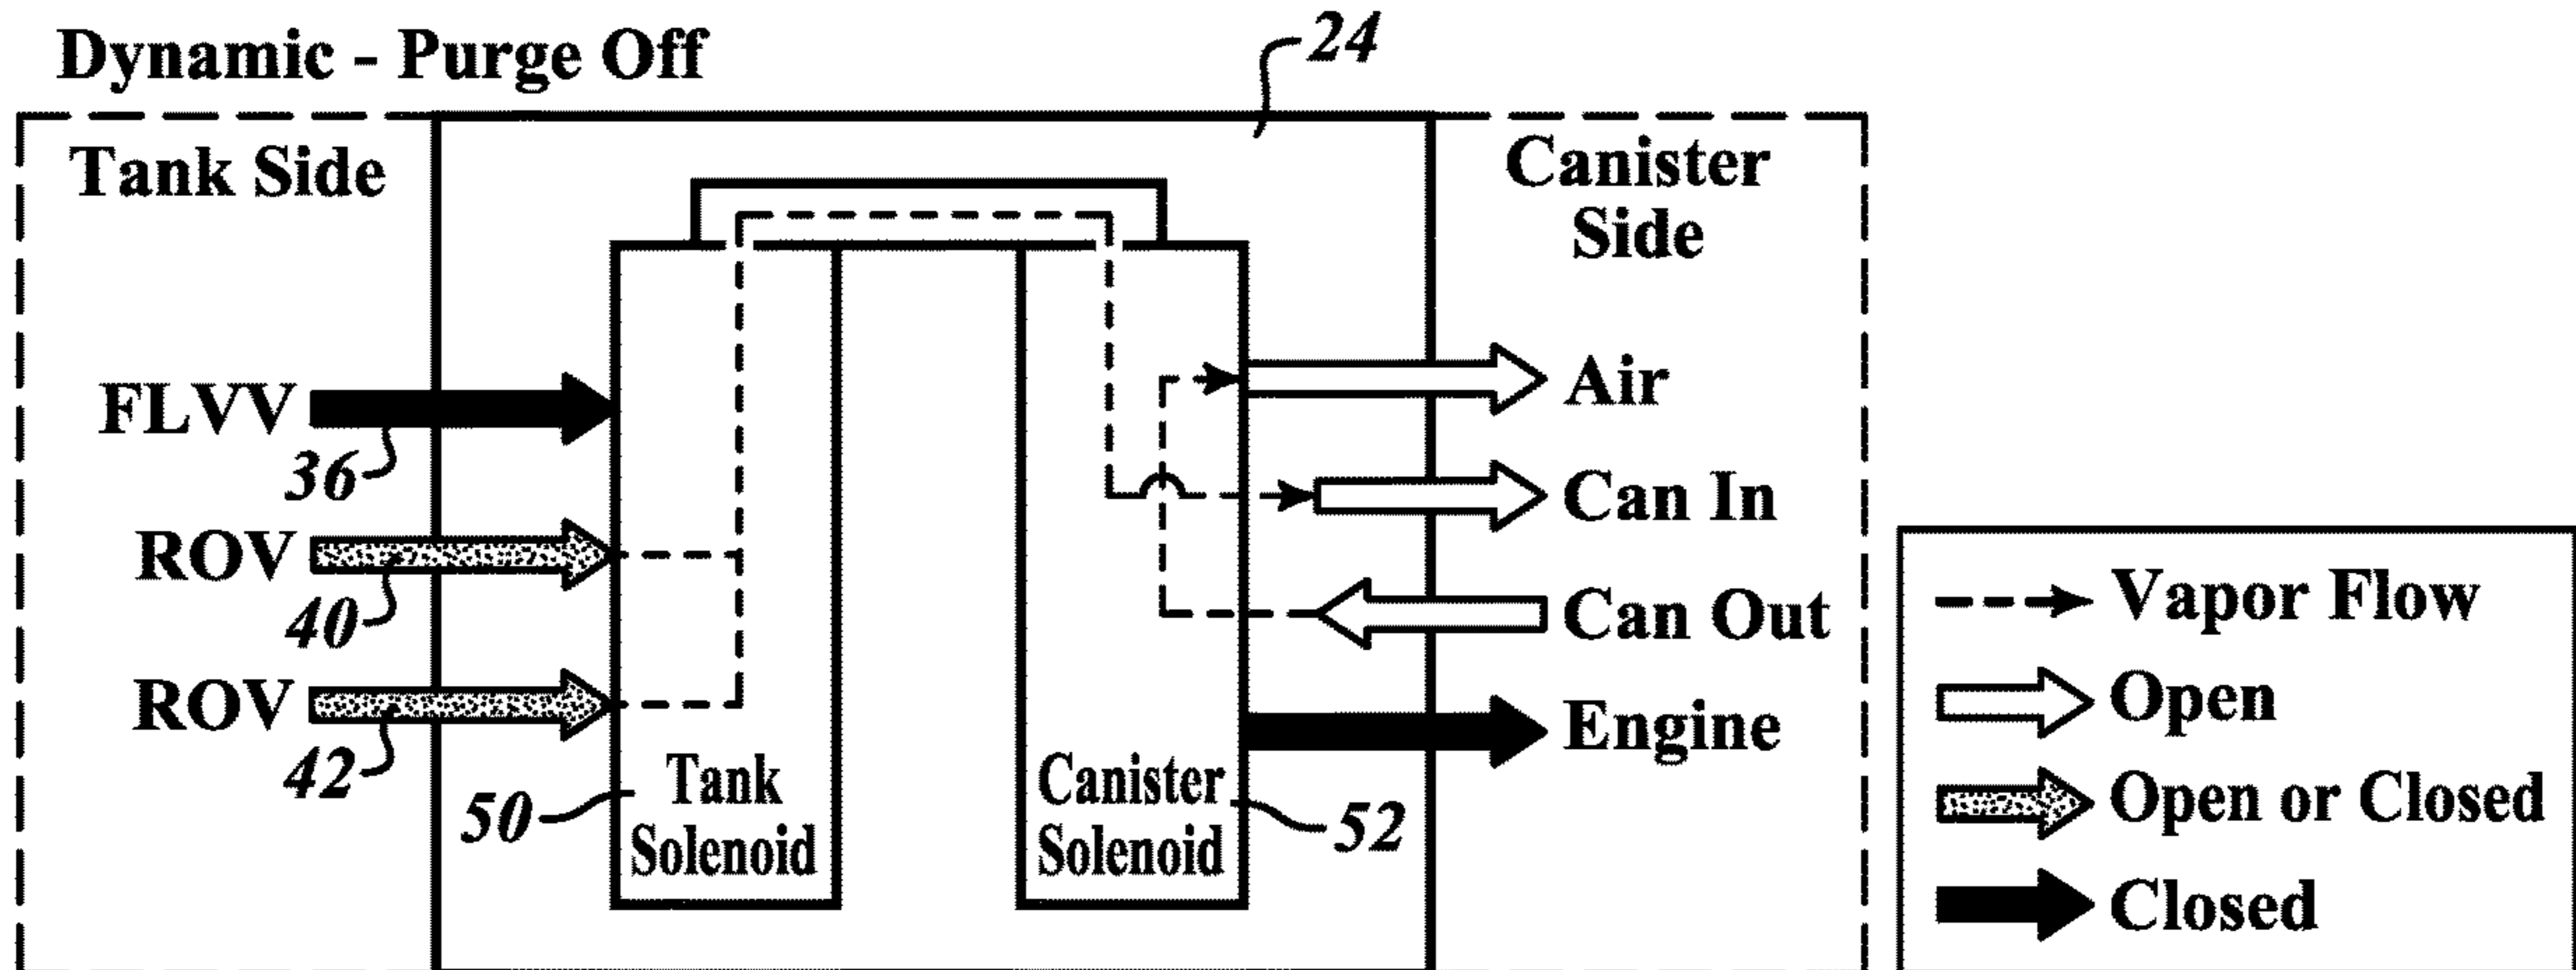 Dynamic - Purge Off
24
Tank Side
Canister
Side
FLVV
36
ROV
40
ROV
42
50
Tank
Solenoid
Canister
Solenoid
52
Air
Can In
Can Out
Engine
Vapor Flow
Open
Open or Closed
Closed